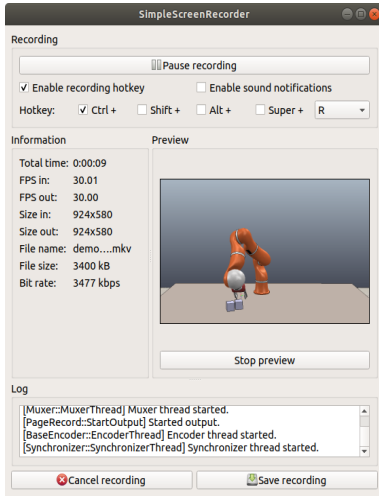 SimpleScreenRecorder
Recording
Pause recording
Enable recording hotkey Enable sound notifications
Hotkey: Ctrl + Shift + Alt + Super + R
Information Preview
Total time: 0:00:09
FPS in: 30.01
FPS out: 30.00
Size in: 924x580
Size out: 924x580
File name: demo....mkv
File size: 3400 kB
Bit rate: 3477 kbps
Stop preview
Log
[Muxer::MuxerThread] Muxer thread started.
[PageRecord::StartOutput] Started output.
[BaseEncoder::EncoderThread] Encoder thread started.
[Synchronizer::SynchronizerThread] Synchronizer thread started.
Cancel recording Save recording